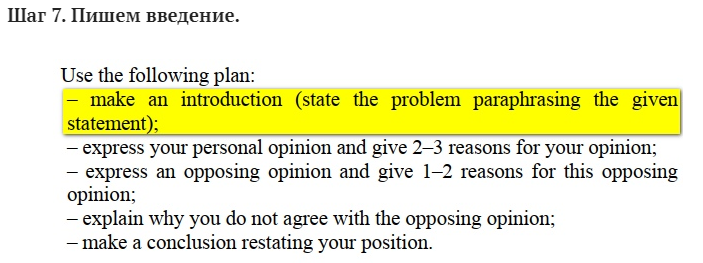 Шаг 7. Пишем введение.
Use the following plan:
– make an introduction (state the problem paraphrasing the given
statement);
– express your personal opinion and give 2–3 reasons for your opinion;
– express an opposing opinion and give 1–2 reasons for this opposing
opinion;
– explain why you do not agree with the opposing opinion;
– make a conclusion restating your position.